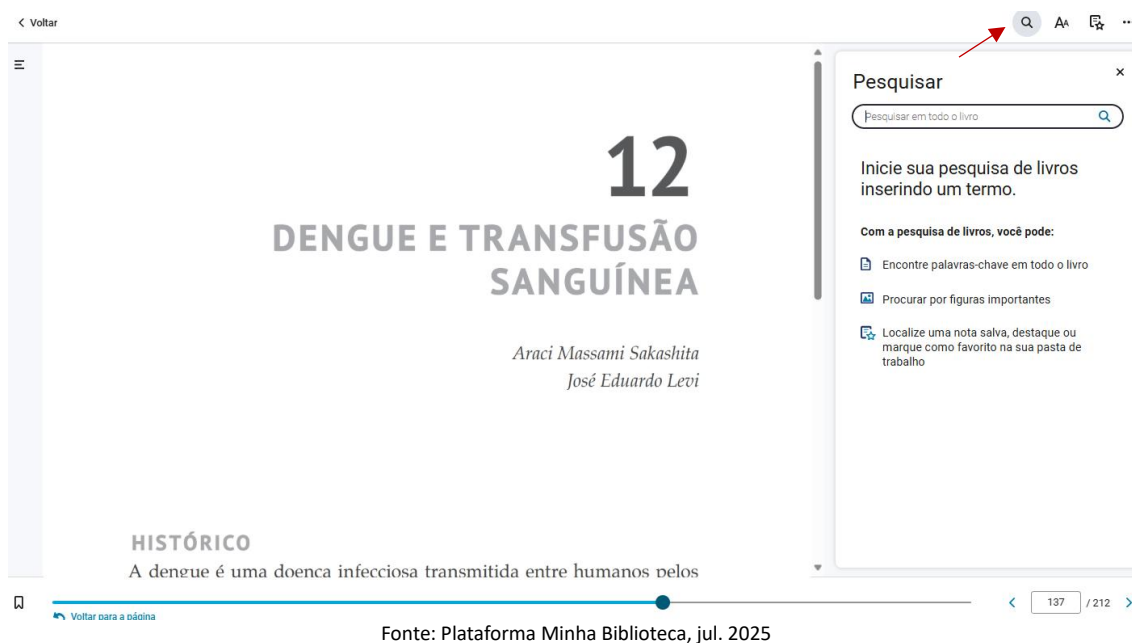 Voltar
AA
12
DENGUE E TRANSFUSÃO
SANGUÍNEA
Araci Massami Sakashita
José Eduardo Levi
HISTÓRICO
A dengue é uma doença infecciosa transmitida entre humanos pelos
Pesquisar
Pesquisar em todo o livro
Inicie sua pesquisa de livros
inserindo um termo.
Com a pesquisa de livros, você pode:
Encontre palavras-chave em todo o livro
Procurar por figuras importantes
Localize uma nota salva, destaque ou
marque como favorito na sua pasta de
trabalho
Voltar para a página
137 / 212
Fonte: Plataforma Minha Biblioteca, jul. 2025